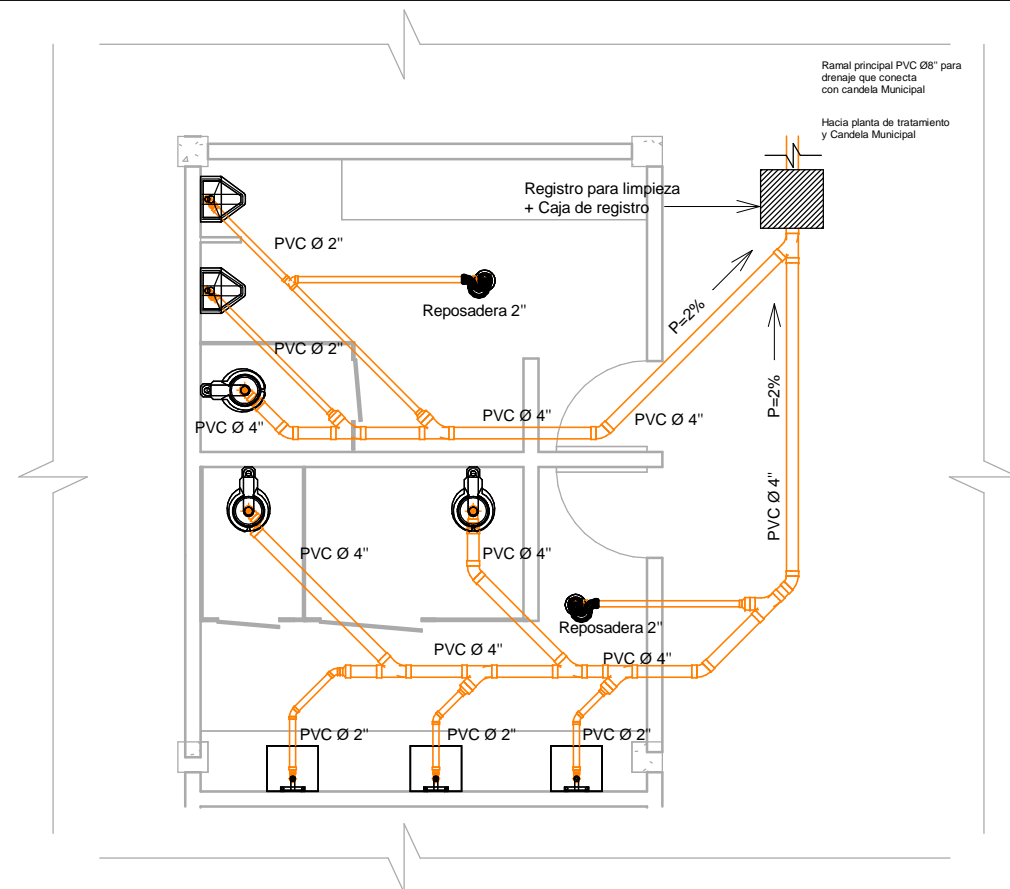 Ramal principal PVC Ø8" para
drenaje que conecta
con candela Municipal
Hacia planta de tratamiento
y Candela Municipal
Registro para limpieza
+ Caja de registro
PVC Ø 2"
Reposadera 2"
P=2%
PVC Ø 2"
P=2%
PVC Ø 4"
PVC Ø 4"
PVC Ø 4"
PVC Ø 4"
PVC Ø 4"
PVC Ø 4"
Reposadera 2"
PVC Ø 4"
PVC Ø 4"
PVC Ø 2"
PVC Ø 2"
PVC Ø 2"